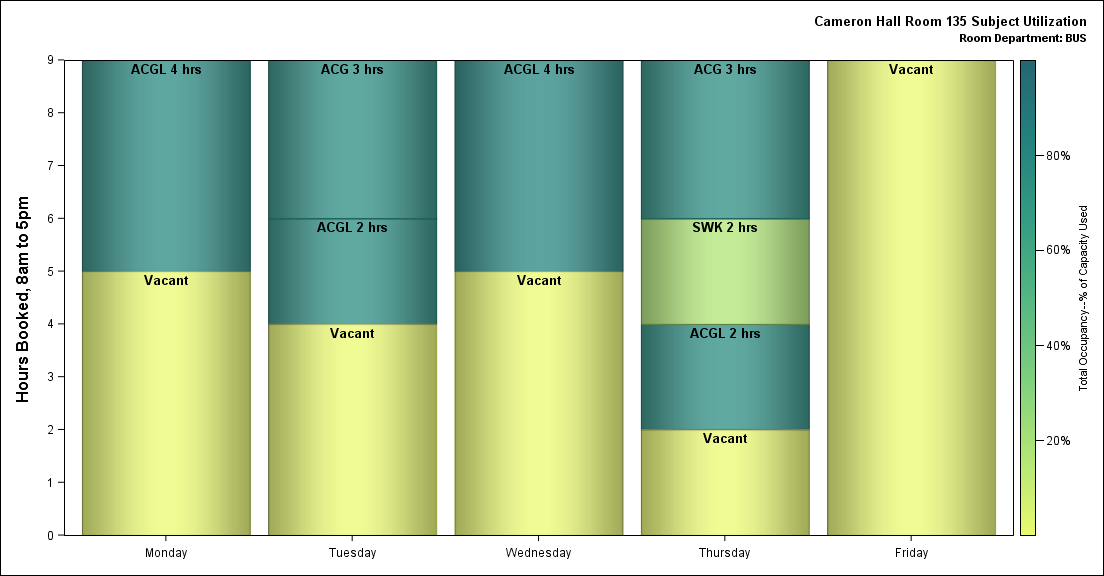 Cameron Hall Room 135 Subject Utilization
Room Department: BUS
Hours Booked, 8am to 5pm
9
8
7
6
5
4
3
2
1
0
ACGL 4 hrs
Vacant
ACG 3 hrs
ACGL 2 hrs
Vacant
ACGL 4 hrs
Vacant
ACG 3 hrs
SWK 2 hrs
ACGL 2 hrs
Vacant
Vacant
Monday
Tuesday
Wednesday
Thursday
Friday
80%
60%
40%
20%
Total Occupancy--% of Capacity Used